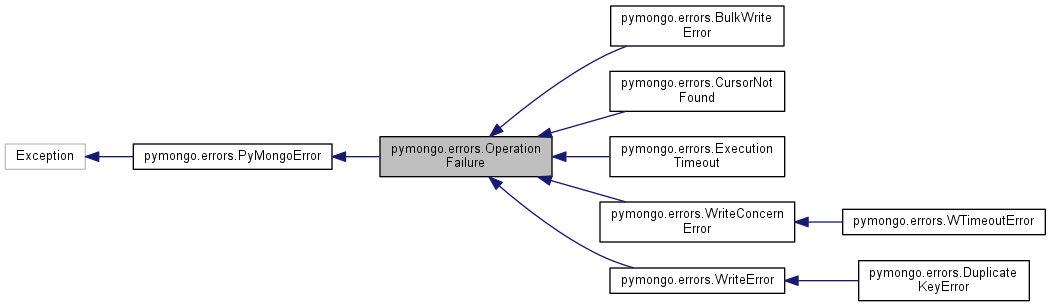 pymongo.errors.BulkWrite
Error
pymongo.errors.CursorNot
Found
Exception
pymongo.errors.PyMongoError
pymongo.errors.Operation
Failure
pymongo.errors.Execution
Timeout
pymongo.errors.WriteConcern
Error
pymongo.errors.WTimeoutError
pymongo.errors.WriteError
pymongo.errors.Duplicate
KeyError